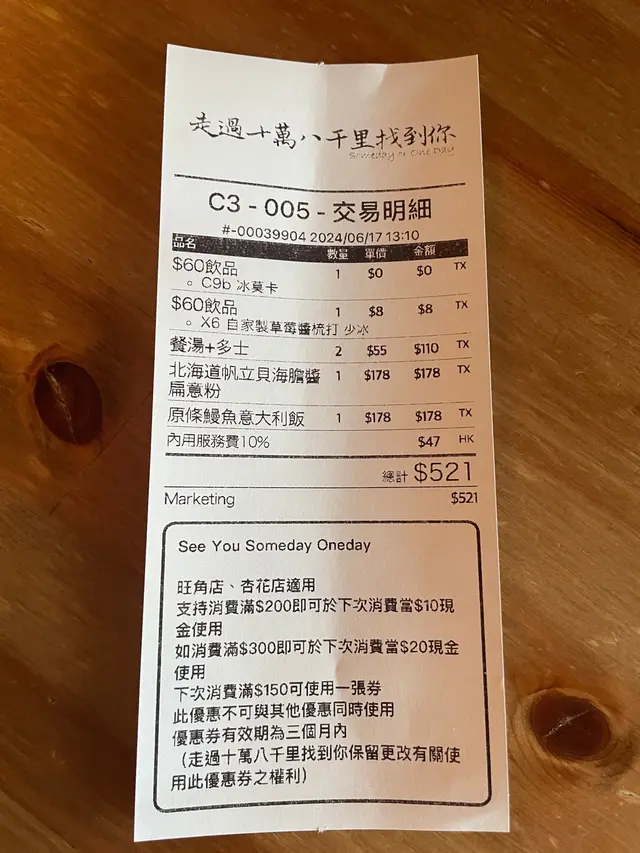 走過十萬八千里找到你
Someday or One Day
C3 - 005 - 交易明細
#-00039904 2024/06/17 13:10
品名 數量 單價 金額
$60飲品 1 $0 $0 TX
。 C9b 冰莫卡
$60飲品 1 $8 $8 TX
。 X6 自家製草莓醬梳打 少冰
餐湯+多士 2 $55 $110 TX
北海道帆立貝海膽醬 1 $178 $178 TX
扁意粉
原條鰻魚意大利飯 1 $178 $178 TX
內用服務費10% $47 HK
總計 $521
Marketing $521
See You Someday Oneday
旺角店、杏花店適用
支持消費滿$200即可於下次消費當$10現
金使用
如消費滿$300即可於下次消費當$20現金
使用
下次消費滿$150可使用一張券
此優惠不可與其他優惠同時使用
優惠券有效期為三個月內
（走過十萬八千里找到你保留更改有關使
用此優惠券之權利）